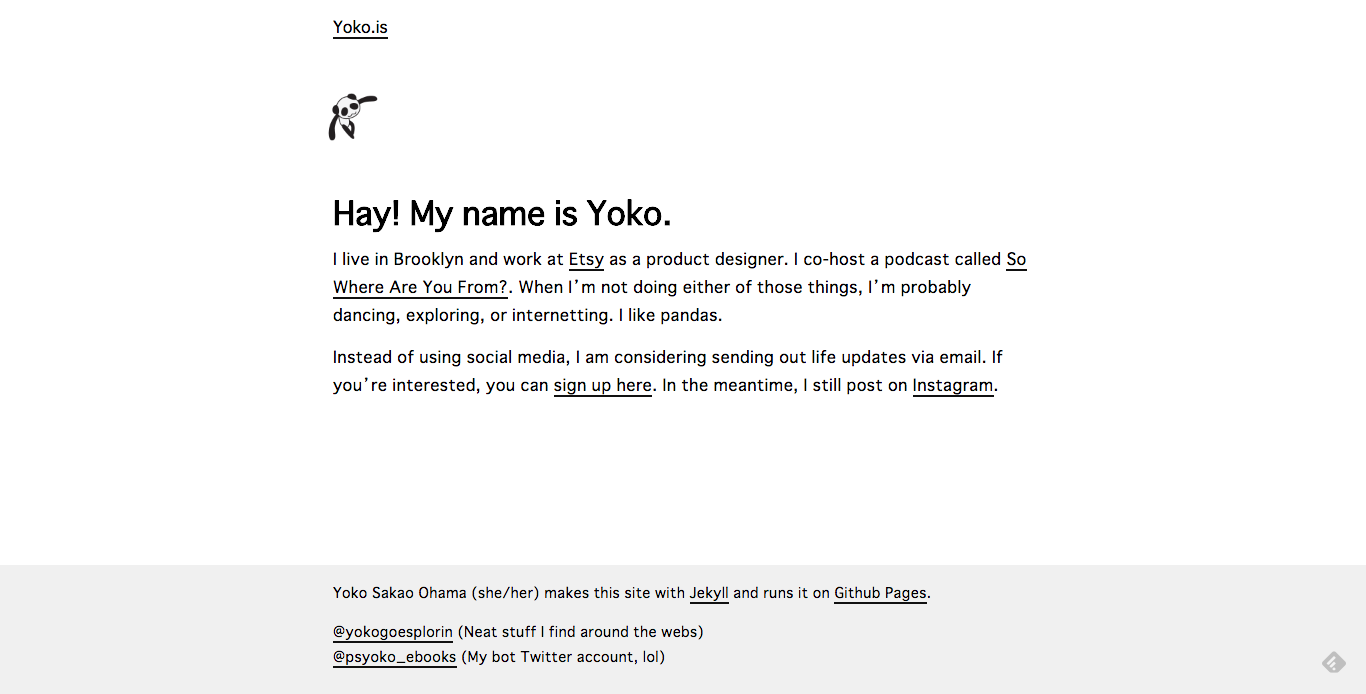 Yoko.is
Hay! My name is Yoko.
I live in Brooklyn and work at Etsy as a product designer. I co-host a podcast called So
Where Are You From?. When I’m not doing either of those things, I’m probably
dancing, exploring, or internetting. I like pandas.
Instead of using social media, I am considering sending out life updates via email. If
you’re interested, you can sign up here. In the meantime, I still post on Instagram.
Yoko Sakao Ohama (she/her) makes this site with Jekyll and runs it on Github Pages.
@yokogoesplorin (Neat stuff I find around the webs)
@psyoko_ebooks (My bot Twitter account, lol)